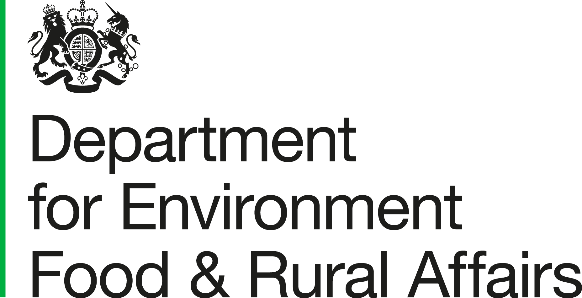 Department
for Environment
Food & Rural Affairs